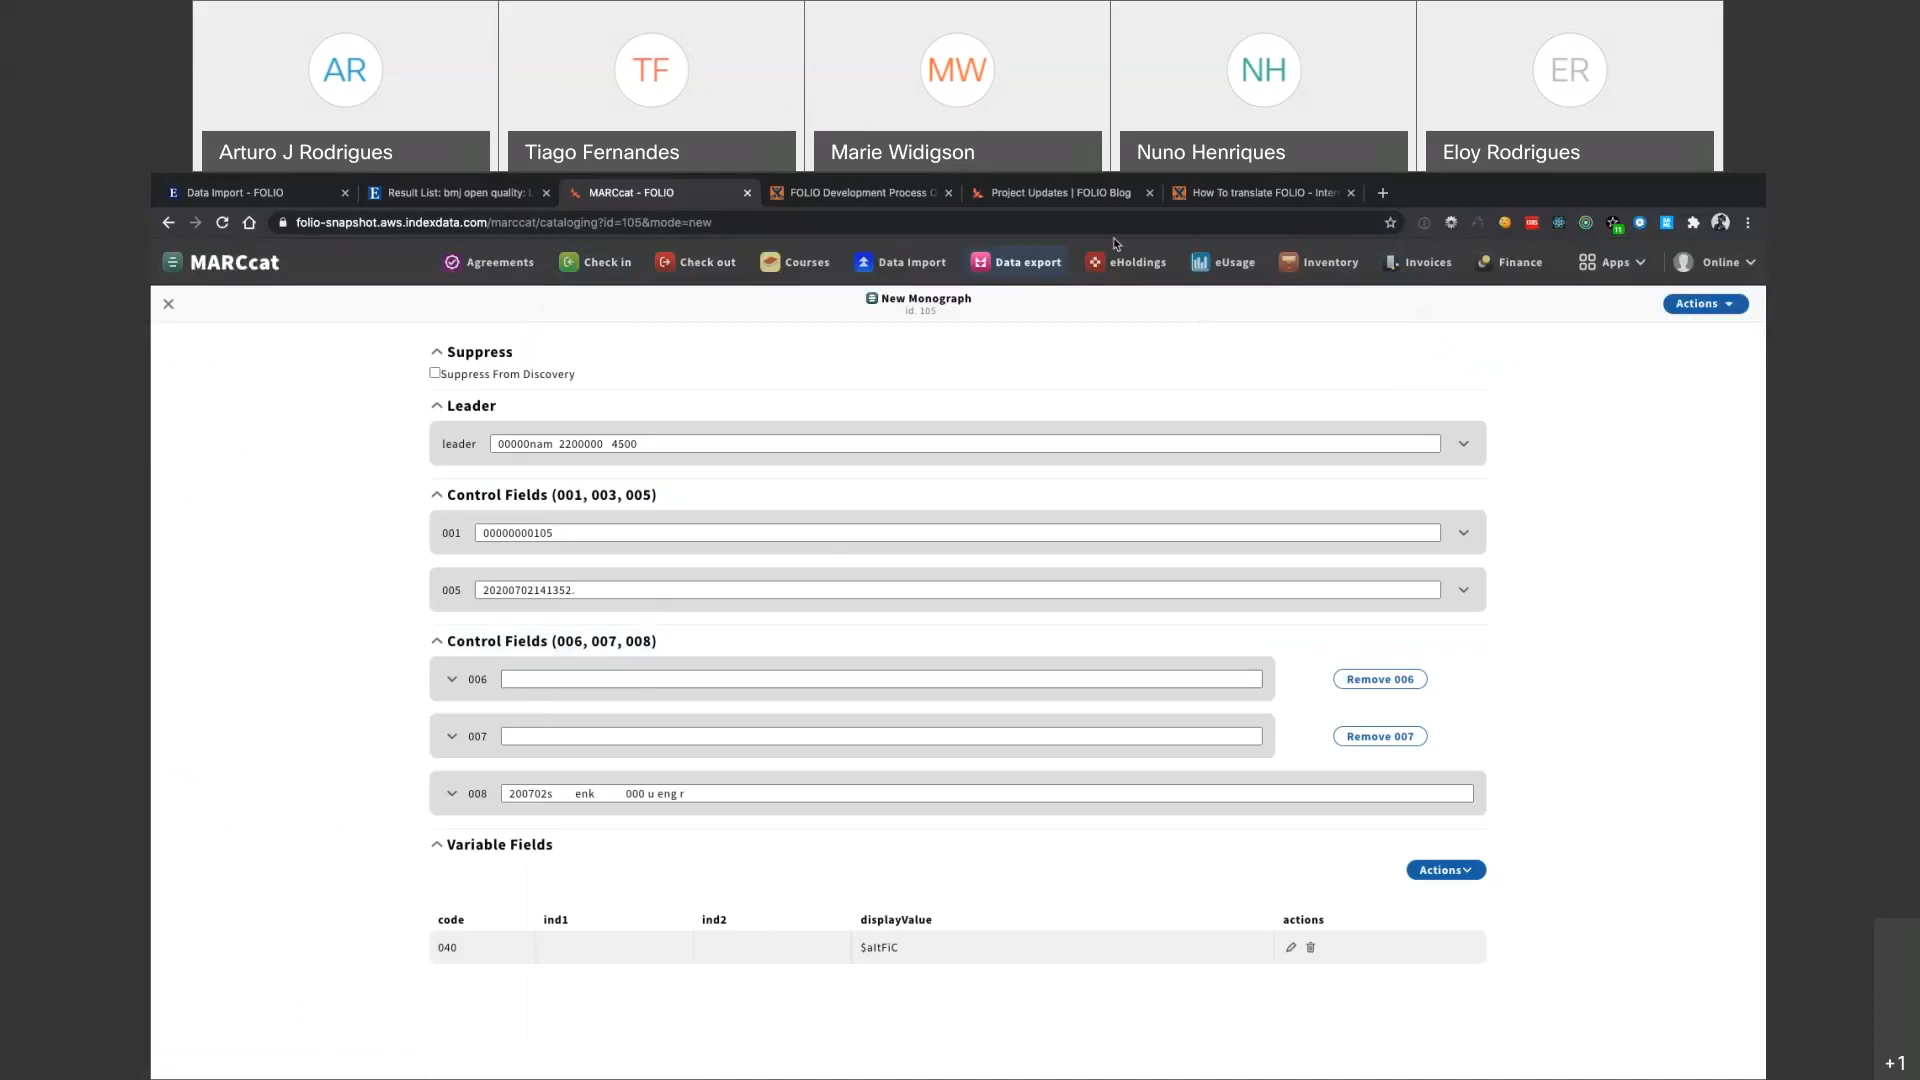 AR TF MW NH ER
Arturo J Rodrigues Tiago Fernandes Marie Widigson Nuno Henriques Eloy Rodrigues
E Data Import - FOLIO E Result List: bmj open quality: MARCcat - FOLIO FOLIO Development Process Project Updates | FOLIO Blog How To translate FOLIO -
folio-snapshot.aws.indexdata.com/marccat/cataloging?id=105&mode=new 11
MARCcat Agreements Check in Check out Courses Data Import Data export eHoldings eUsage Inventory Invoices Finance Apps Online
New Monograph Actions
id. 105
Suppress
Suppress From Discovery
Leader
leader 00000nam 2200000 4500
Control Fields (001, 003, 005)
001 00000000105
005 20200702141352.
Control Fields (006, 007, 008)
006 Remove 006
007 Remove 007
008 200702s enk 000 u eng r
Variable Fields
Actions
code ind1 ind2 displayValue actions
040 $aItFiC
+1